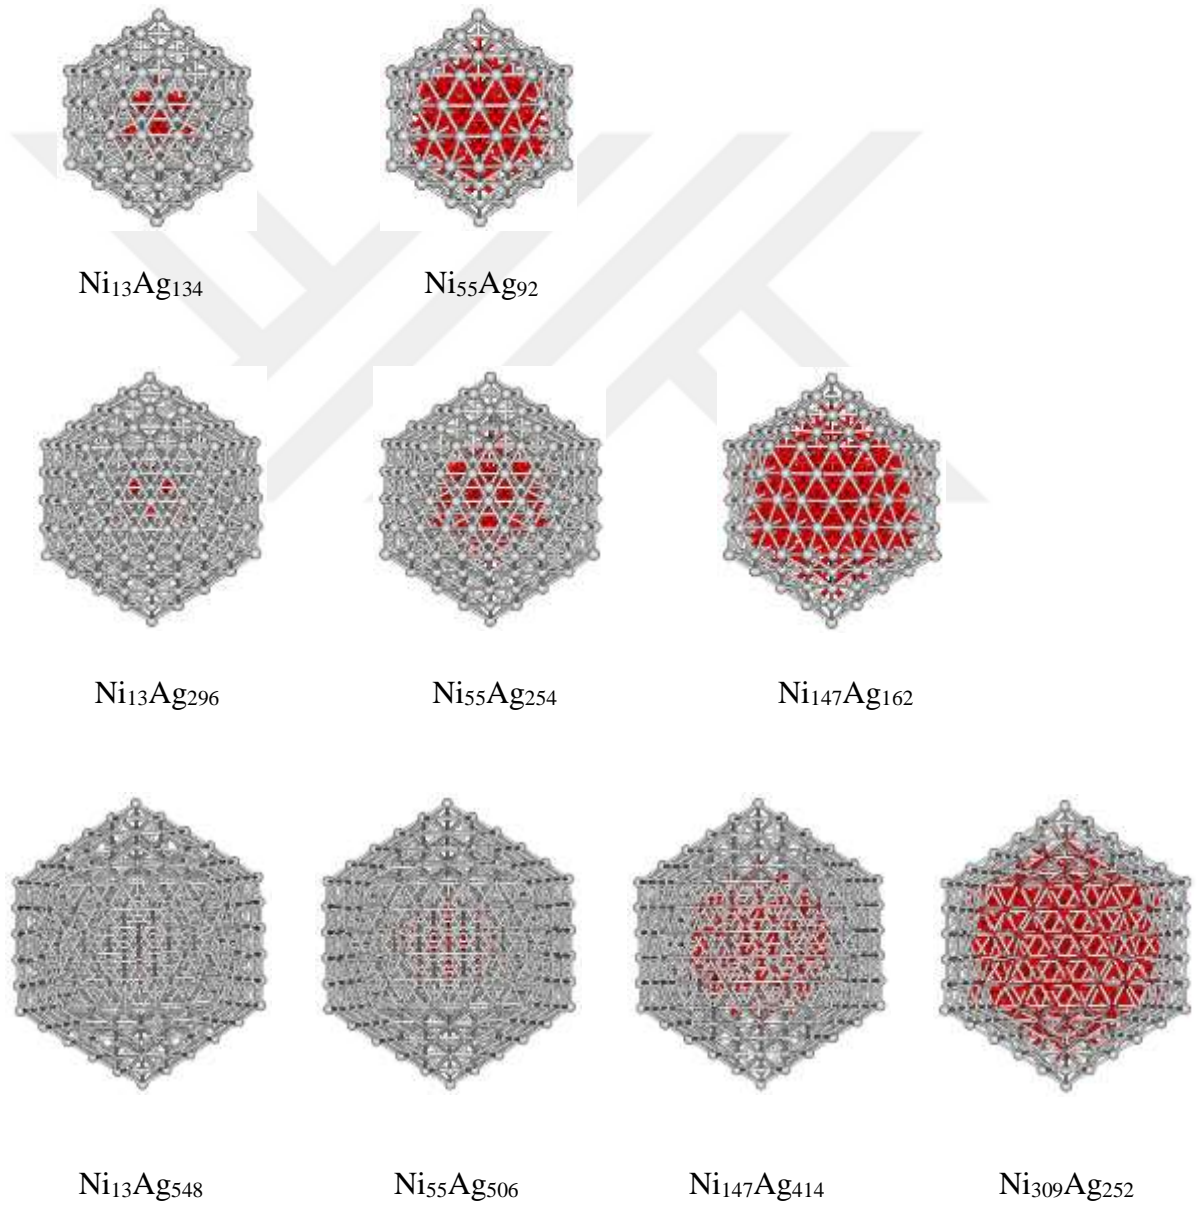 Ni₁₃Ag₁₃₄ Ni₅₅Ag₉₂
Ni₁₃Ag₂₉₆ Ni₅₅Ag₂₅₄ Ni₁₄₇Ag₁₆₂
Ni₁₃Ag₅₄₈ Ni₅₅Ag₅₀₆ Ni₁₄₇Ag₄₁₄ Ni₃₀₉Ag₂₅₂